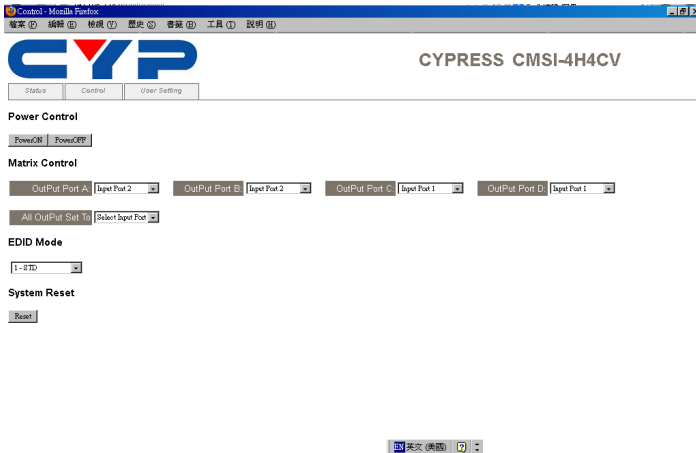 Control - Mozilla Firefox
檔案(F) 編輯(E) 檢視(V) 歷史(S) 書籤(B) 工具(T) 說明(H)
CYP
CYPRESS CMSI-4H4CV
Status Control User Setting
Power Control
PowerON PowerOFF
Matrix Control
OutPut Port A: Input Port 2 OutPut Port B: Input Port 2 OutPut Port C: Input Port 1 OutPut Port D: Input Port 1
All OutPut Set To Select Input Port
EDID Mode
1 - STD
System Reset
Reset
EN 英文 (美國)